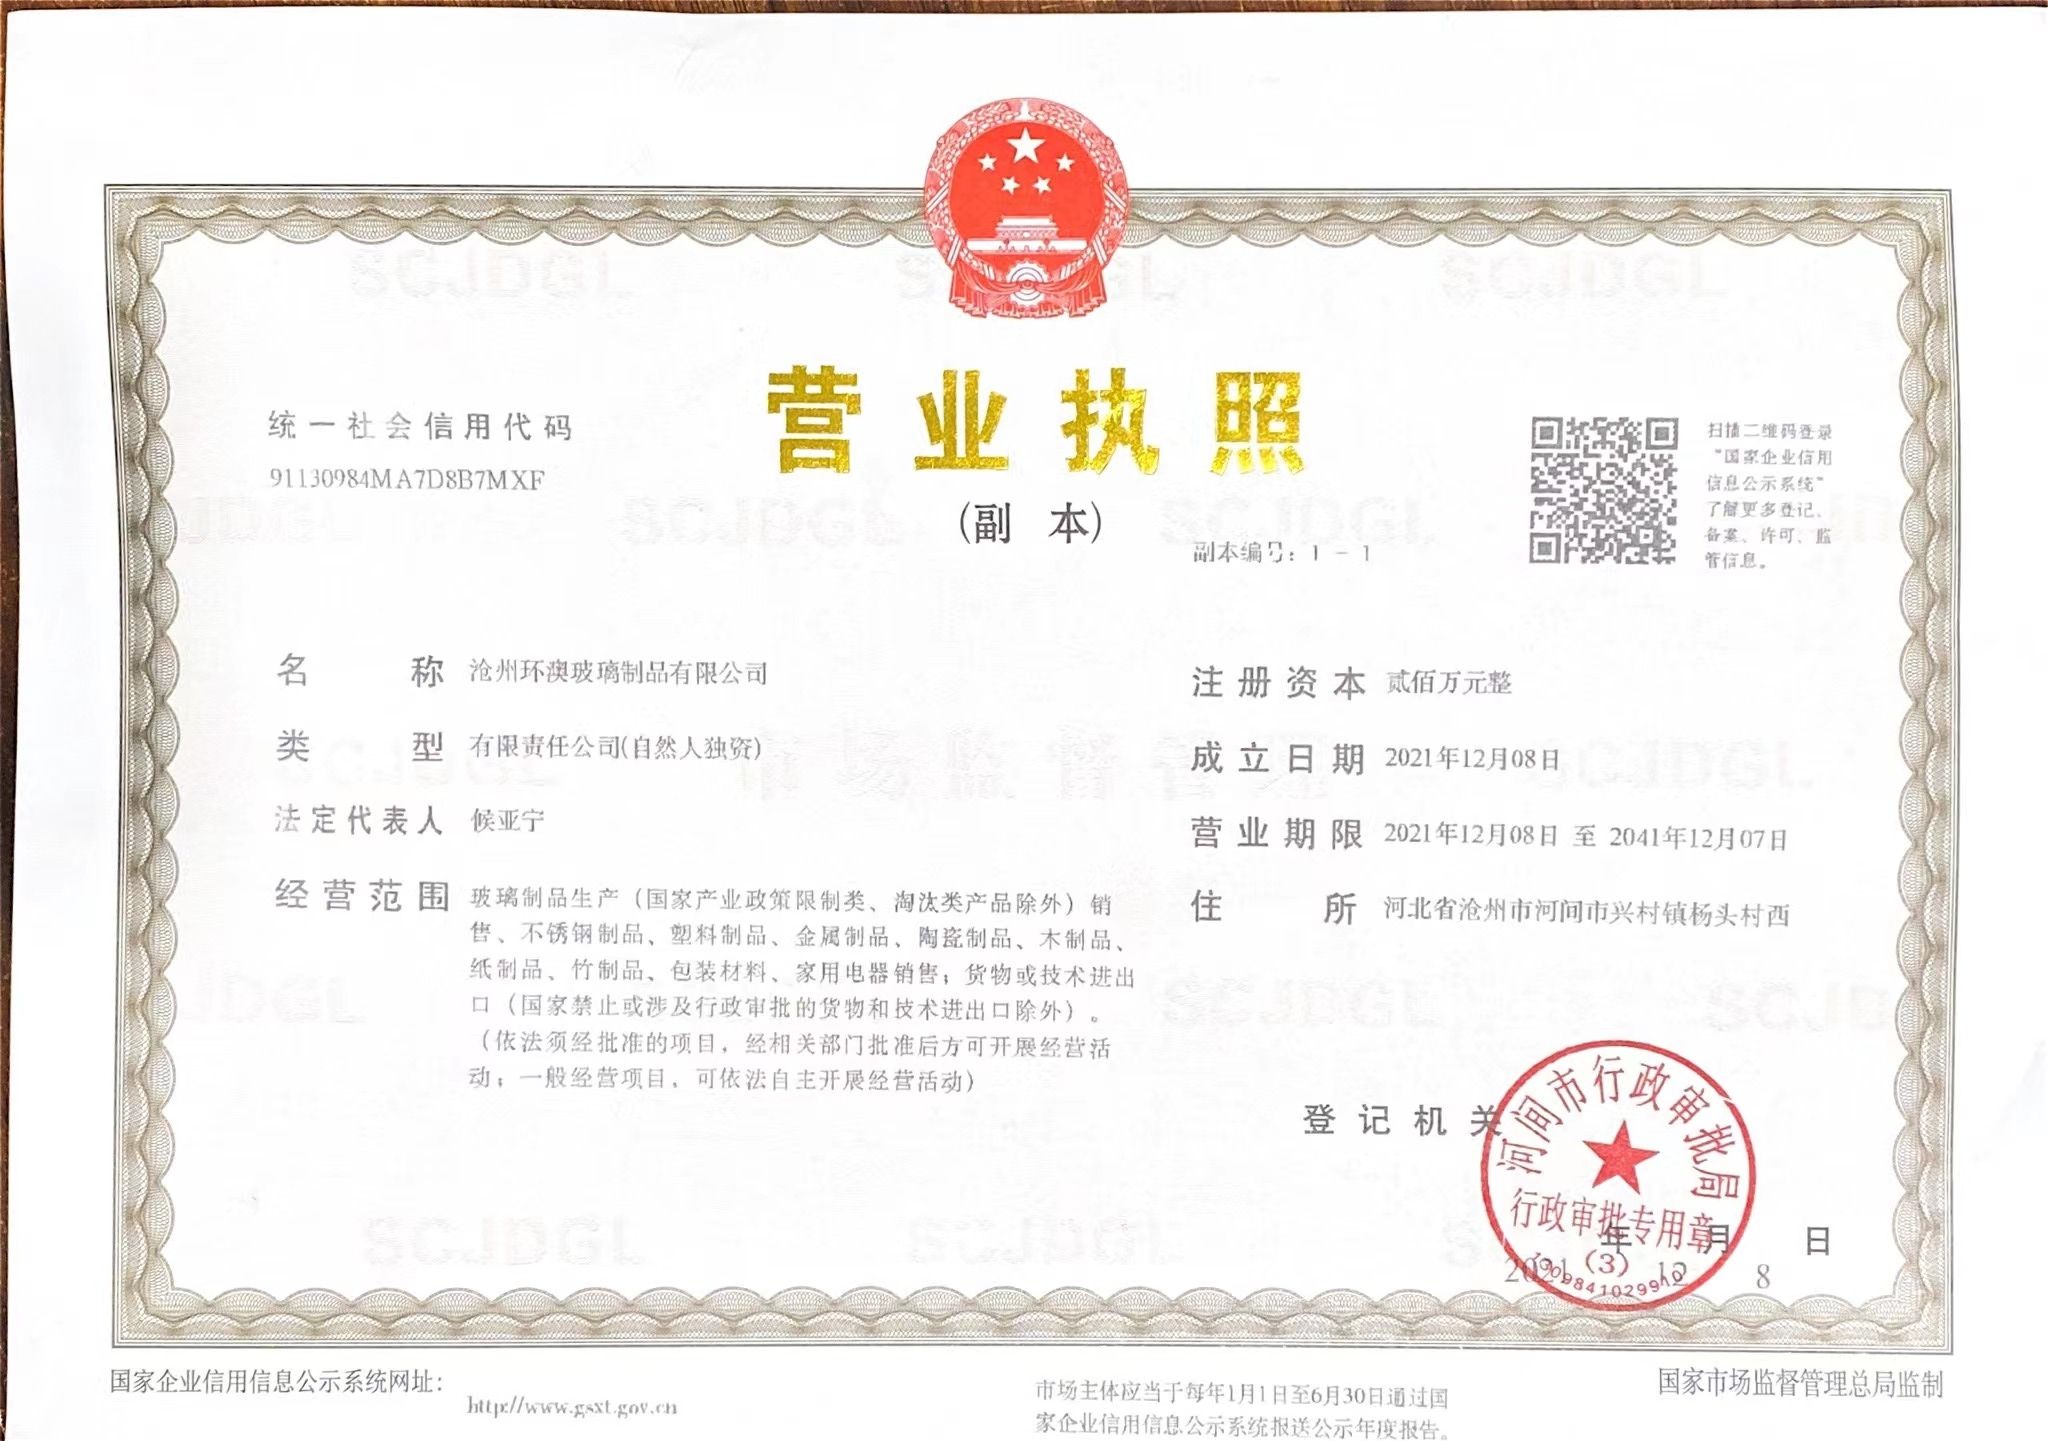 营业执照
(副 本)
副本编号：1-1
统一社会信用代码
91130984MA7D8B7MXF
扫描二维码登录
“国家企业信用
信息公示系统”
了解更多登记、
备案、许可、监
管信息。
名 称 沧州环澳玻璃制品有限公司
类 型 有限责任公司(自然人独资)
法定代表人 候亚宁
经营范围 玻璃制品生产（国家产业政策限制类、淘汰类产品除外）销
售、不锈钢制品、塑料制品、金属制品、陶瓷制品、木制品、
纸制品、竹制品、包装材料、家用电器销售；货物或技术进出
口（国家禁止或涉及行政审批的货物和技术进出口除外）。
（依法须经批准的项目，经相关部门批准后方可开展经营活
动；一般经营项目，可依法自主开展经营活动）
注册资本 贰佰万元整
成立日期 2021年12月08日
营业期限 2021年12月08日 至 2041年12月07日
住 所 河北省沧州市河间市兴村镇杨头村西
登记机关
河间市行政审批局
行政审批专用章
(3)
1309841029910
年 月 日
2021 12 8
国家企业信用信息公示系统网址：
http://www.gsxt.gov.cn
市场主体应当于每年1月1日至6月30日通过国
家企业信用信息公示系统报送公示年度报告。
国家市场监督管理总局监制
SCJDGL
市场监督管理